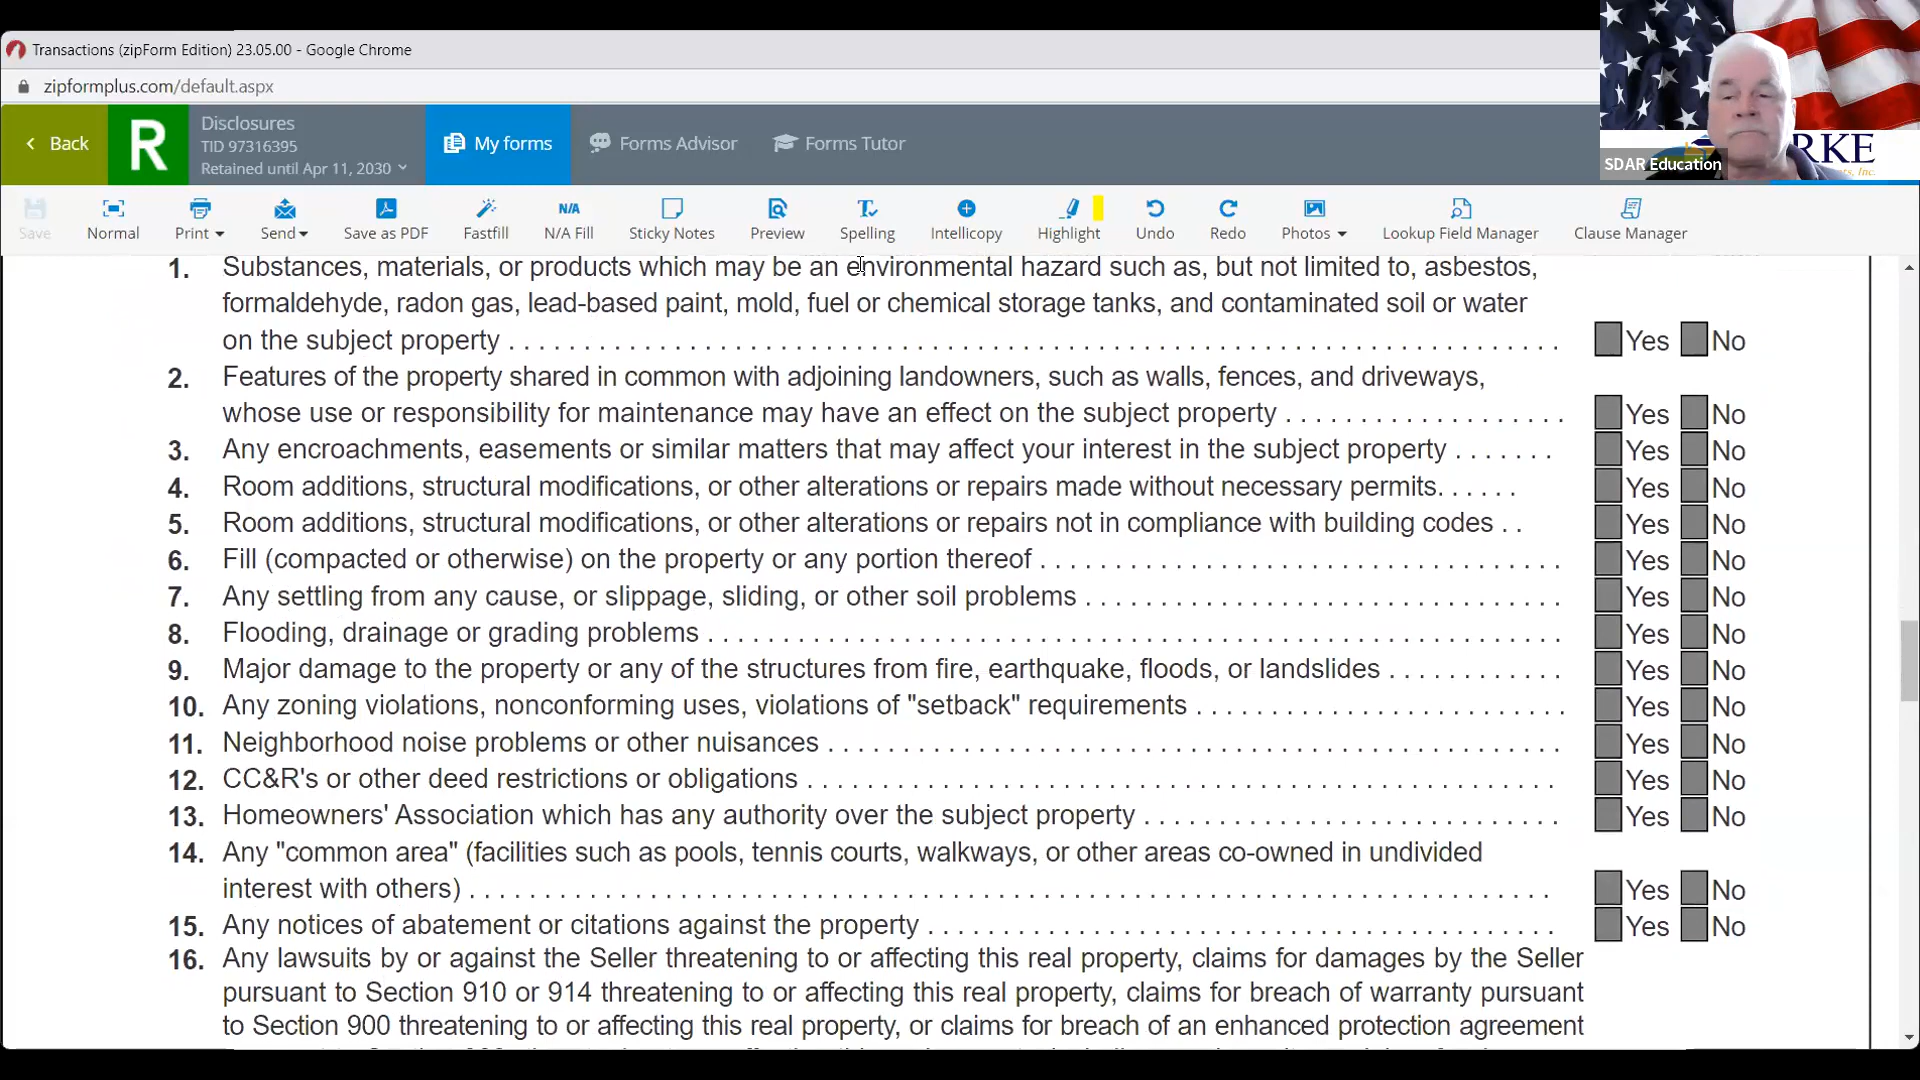 Transactions (zipForm Edition) 23.05.00 - Google Chrome
zipformplus.com/default.aspx
Back
R
Disclosures
TID 97316395
Retained until Apr 11, 2030
My forms
Forms Advisor
Forms Tutor
RKE
Inc.
SDAR Education
Save
Normal
Print
Send
Save as PDF
Fastfill
N/A
N/A Fill
Sticky Notes
Preview
Spelling
Intellicopy
Highlight
Undo
Redo
Photos
Lookup Field Manager
Clause Manager
1. Substances, materials, or products which may be an environmental hazard such as, but not limited to, asbestos,
formaldehyde, radon gas, lead-based paint, mold, fuel or chemical storage tanks, and contaminated soil or water
on the subject property . . . . . . . . . . Yes No
2. Features of the property shared in common with adjoining landowners, such as walls, fences, and driveways,
whose use or responsibility for maintenance may have an effect on the subject property . . . . . . . . . . Yes No
3. Any encroachments, easements or similar matters that may affect your interest in the subject property . . . . . . . Yes No
4. Room additions, structural modifications, or other alterations or repairs made without necessary permits. . . . . . Yes No
5. Room additions, structural modifications, or other alterations or repairs not in compliance with building codes . . Yes No
6. Fill (compacted or otherwise) on the property or any portion thereof . . . . . . . . . . Yes No
7. Any settling from any cause, or slippage, sliding, or other soil problems . . . . . . . . . . Yes No
8. Flooding, drainage or grading problems . . . . . . . . . . Yes No
9. Major damage to the property or any of the structures from fire, earthquake, floods, or landslides . . . . . . . . . . Yes No
10. Any zoning violations, nonconforming uses, violations of "setback" requirements . . . . . . . . . . Yes No
11. Neighborhood noise problems or other nuisances . . . . . . . . . . Yes No
12. CC&R's or other deed restrictions or obligations . . . . . . . . . . Yes No
13. Homeowners' Association which has any authority over the subject property . . . . . . . . . . Yes No
14. Any "common area" (facilities such as pools, tennis courts, walkways, or other areas co-owned in undivided
interest with others) . . . . . . . . . . Yes No
15. Any notices of abatement or citations against the property . . . . . . . . . . Yes No
16. Any lawsuits by or against the Seller threatening to or affecting this real property, claims for damages by the Seller
pursuant to Section 910 or 914 threatening to or affecting this real property, claims for breach of warranty pursuant
to Section 900 threatening to or affecting this real property, or claims for breach of an enhanced protection agreement